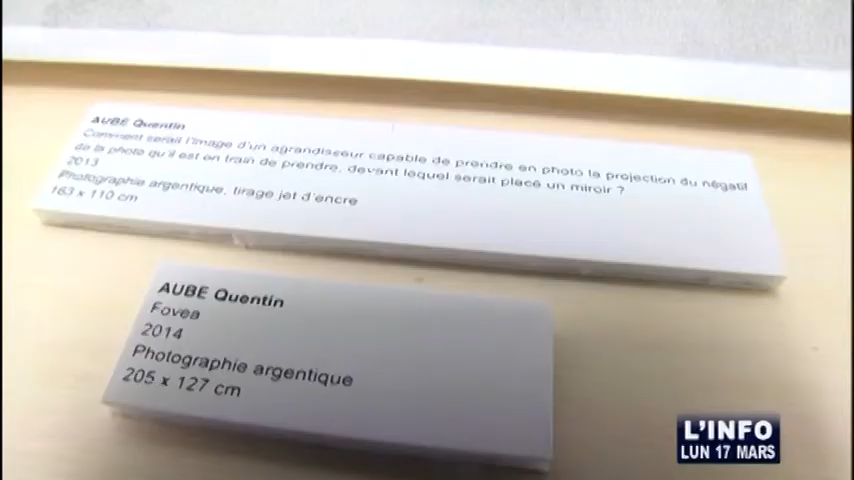 AUBÉ Quentin
Comment serait l'image d'un agrandisseur capable de prendre en photo la projection du négatif
de la photo qu'il est en train de prendre, devant lequel serait placé un miroir ?
2013
Photographie argentique, tirage jet d'encre
163 x 110 cm
AUBÉ Quentin
Fovea
2014
Photographie argentique
205 x 127 cm
L'INFO
LUN 17 MARS